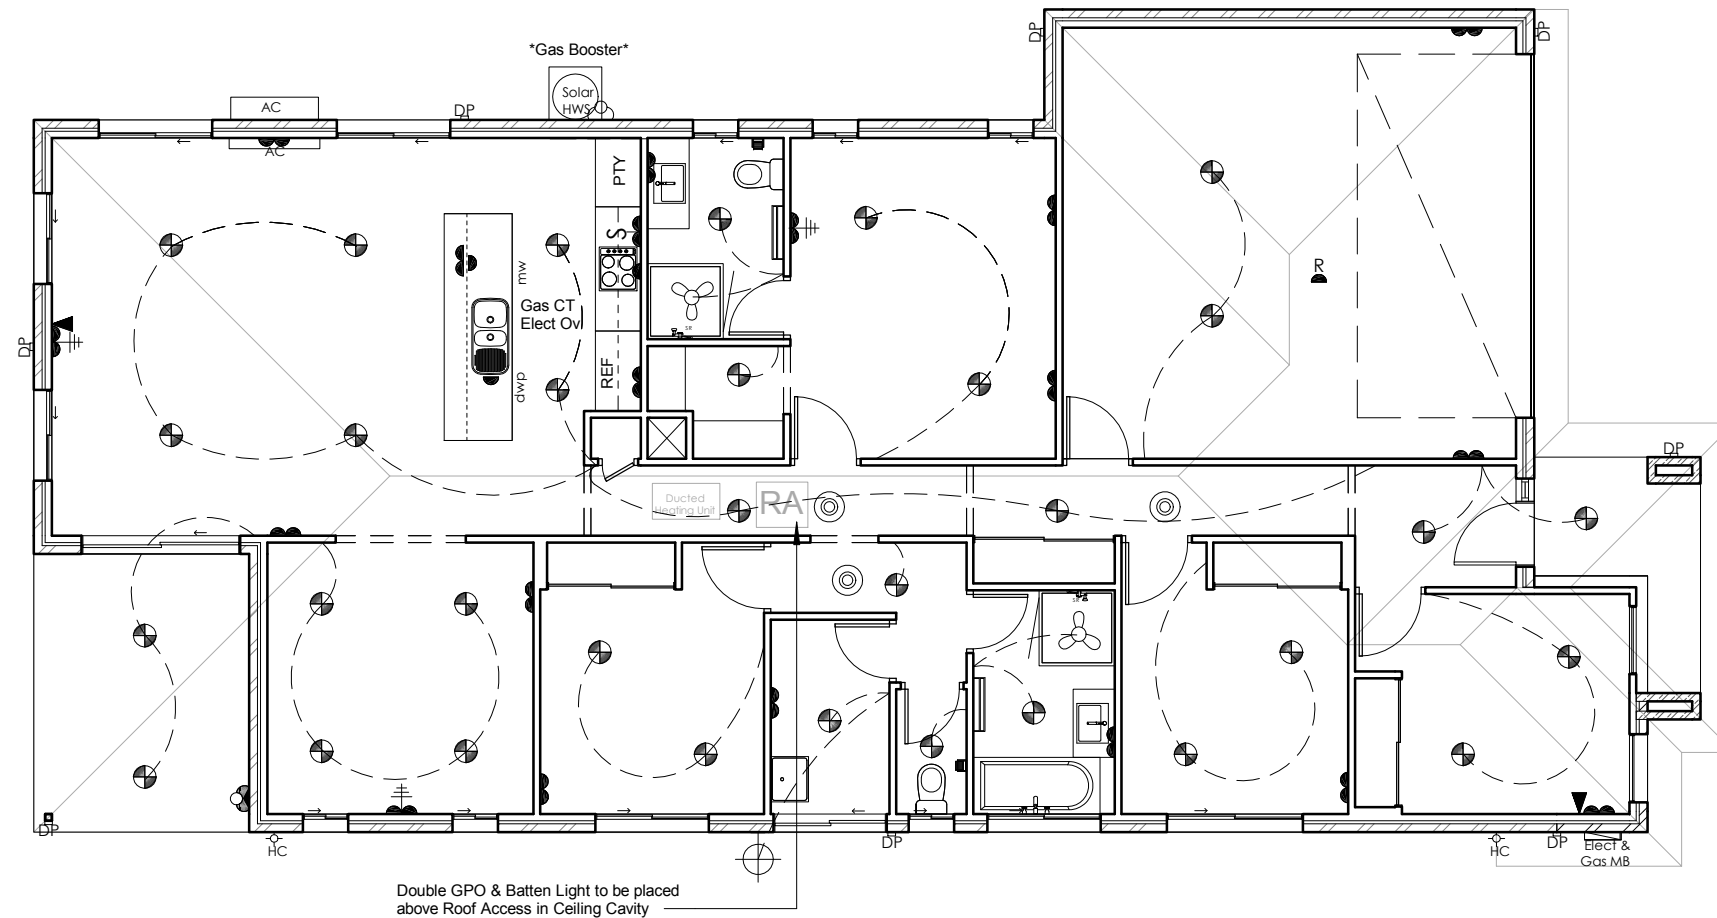 DP
DP
*Gas Booster*
Solar
HWS
AC
DP
AC
PTY
S
mw
Gas CT
Elect Ov
R
SR
DP
REF
dwp
DP
Ducted
Heating Unit
RA
SR
DP
HC
DP
HC
DP
Elect &
Gas MB
Double GPO & Batten Light to be placed
above Roof Access in Ceiling Cavity